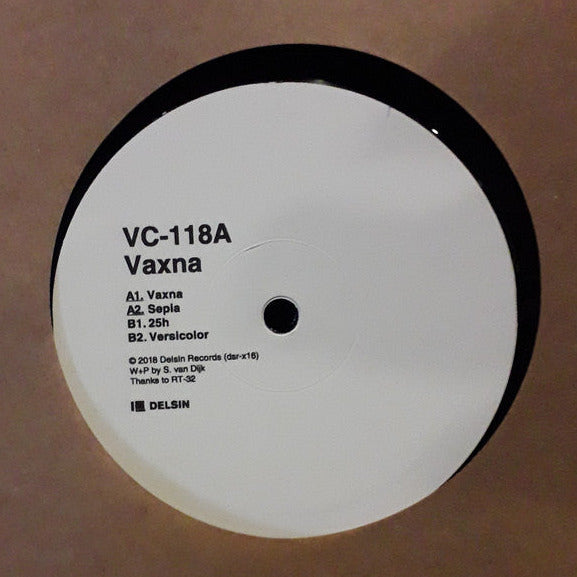 VC-118A
Vaxna
A1. Vaxna
A2. Sepia
B1. 25h
B2. Versicolor
© 2018 Delsin Records (dsr-x16)
W+P by S. van Dijk
Thanks to RT-32
DELSIN